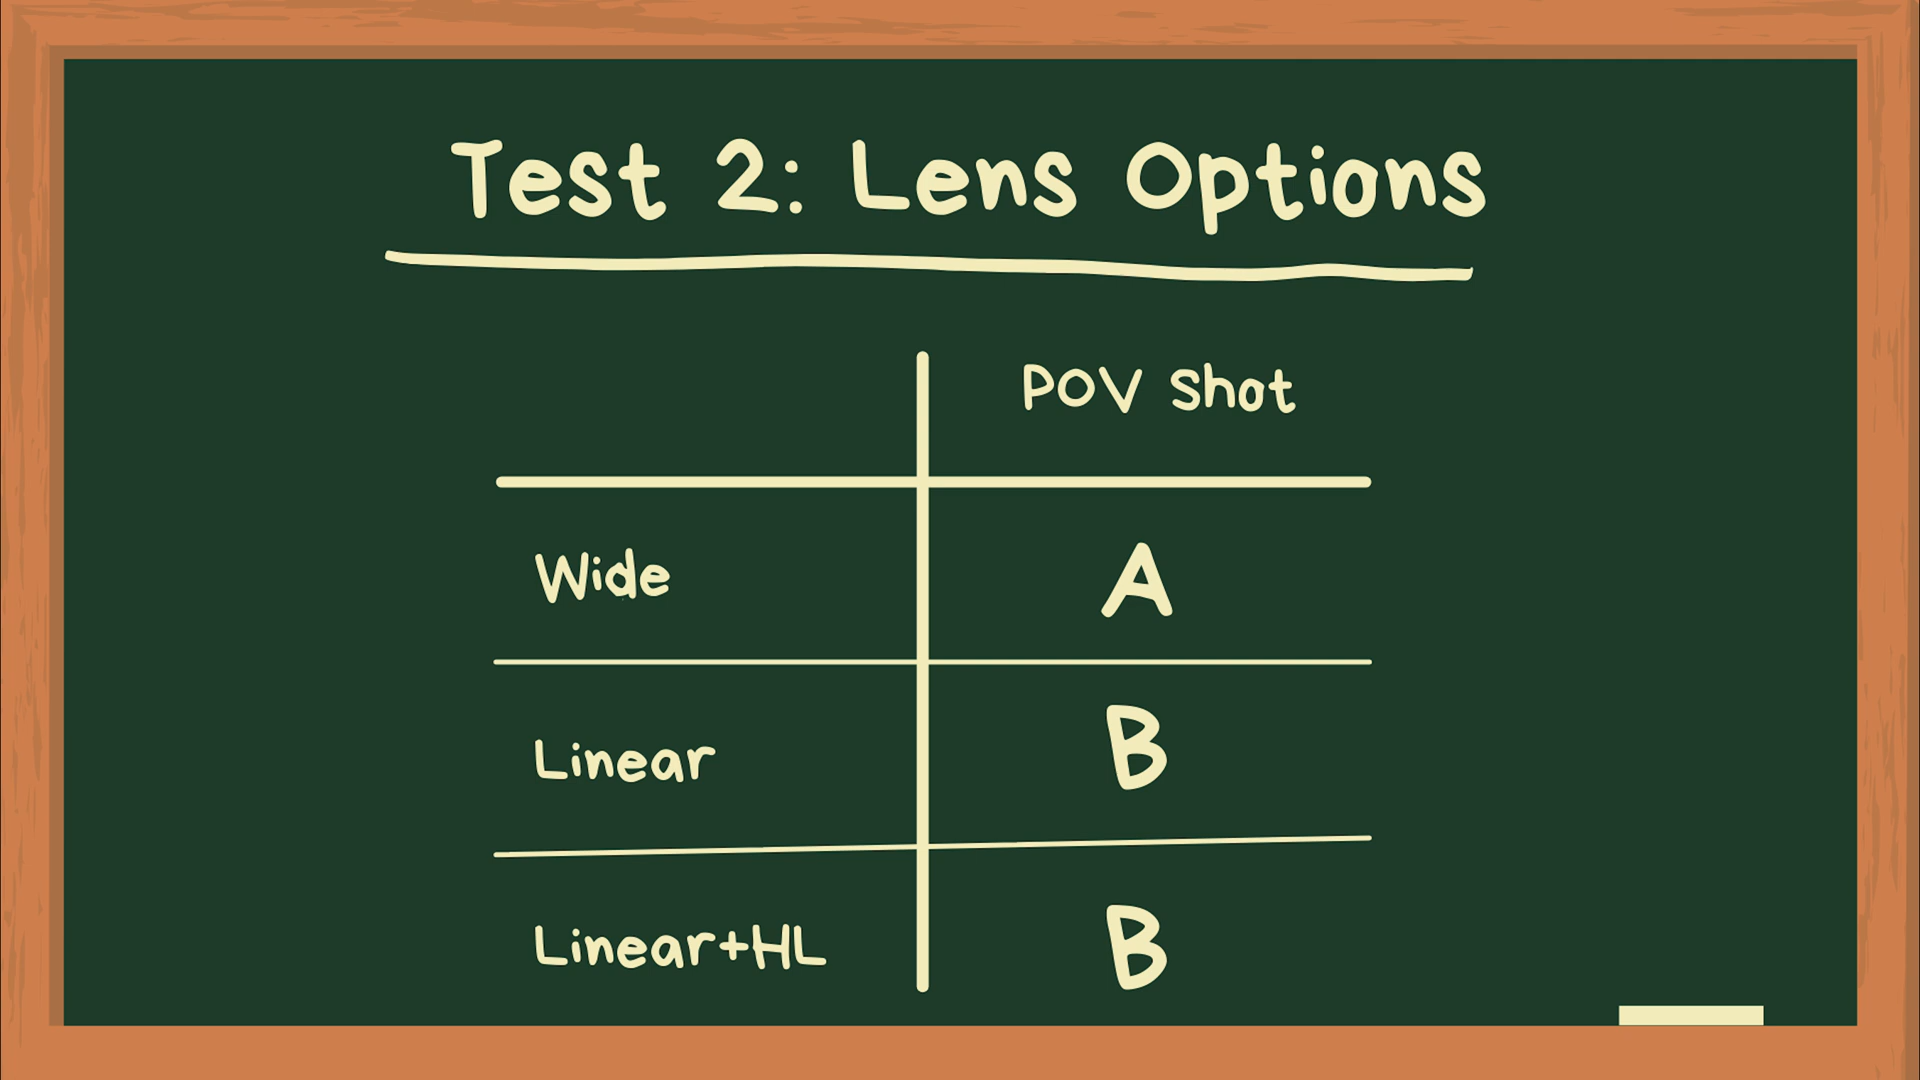 Test 2: Lens Options
POV Shot
Wide A
Linear B
Linear+HL B